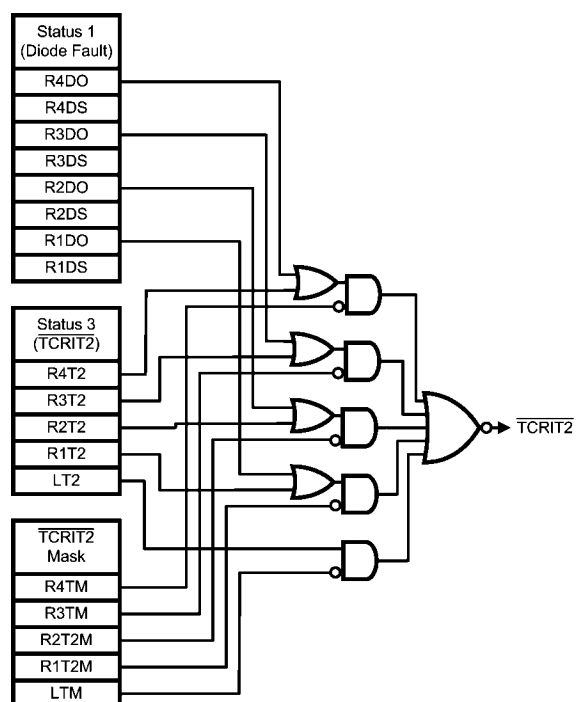 Status 1
(Diode Fault)
R4DO
R4DS
R3DO
R3DS
R2DO
R2DS
R1DO
R1DS
Status 3
(TCRIT2)
R4T2
R3T2
R2T2
R1T2
LT2
TCRIT2
Mask
R4TM
R3TM
R2T2M
R1T2M
LTM
TCRIT2